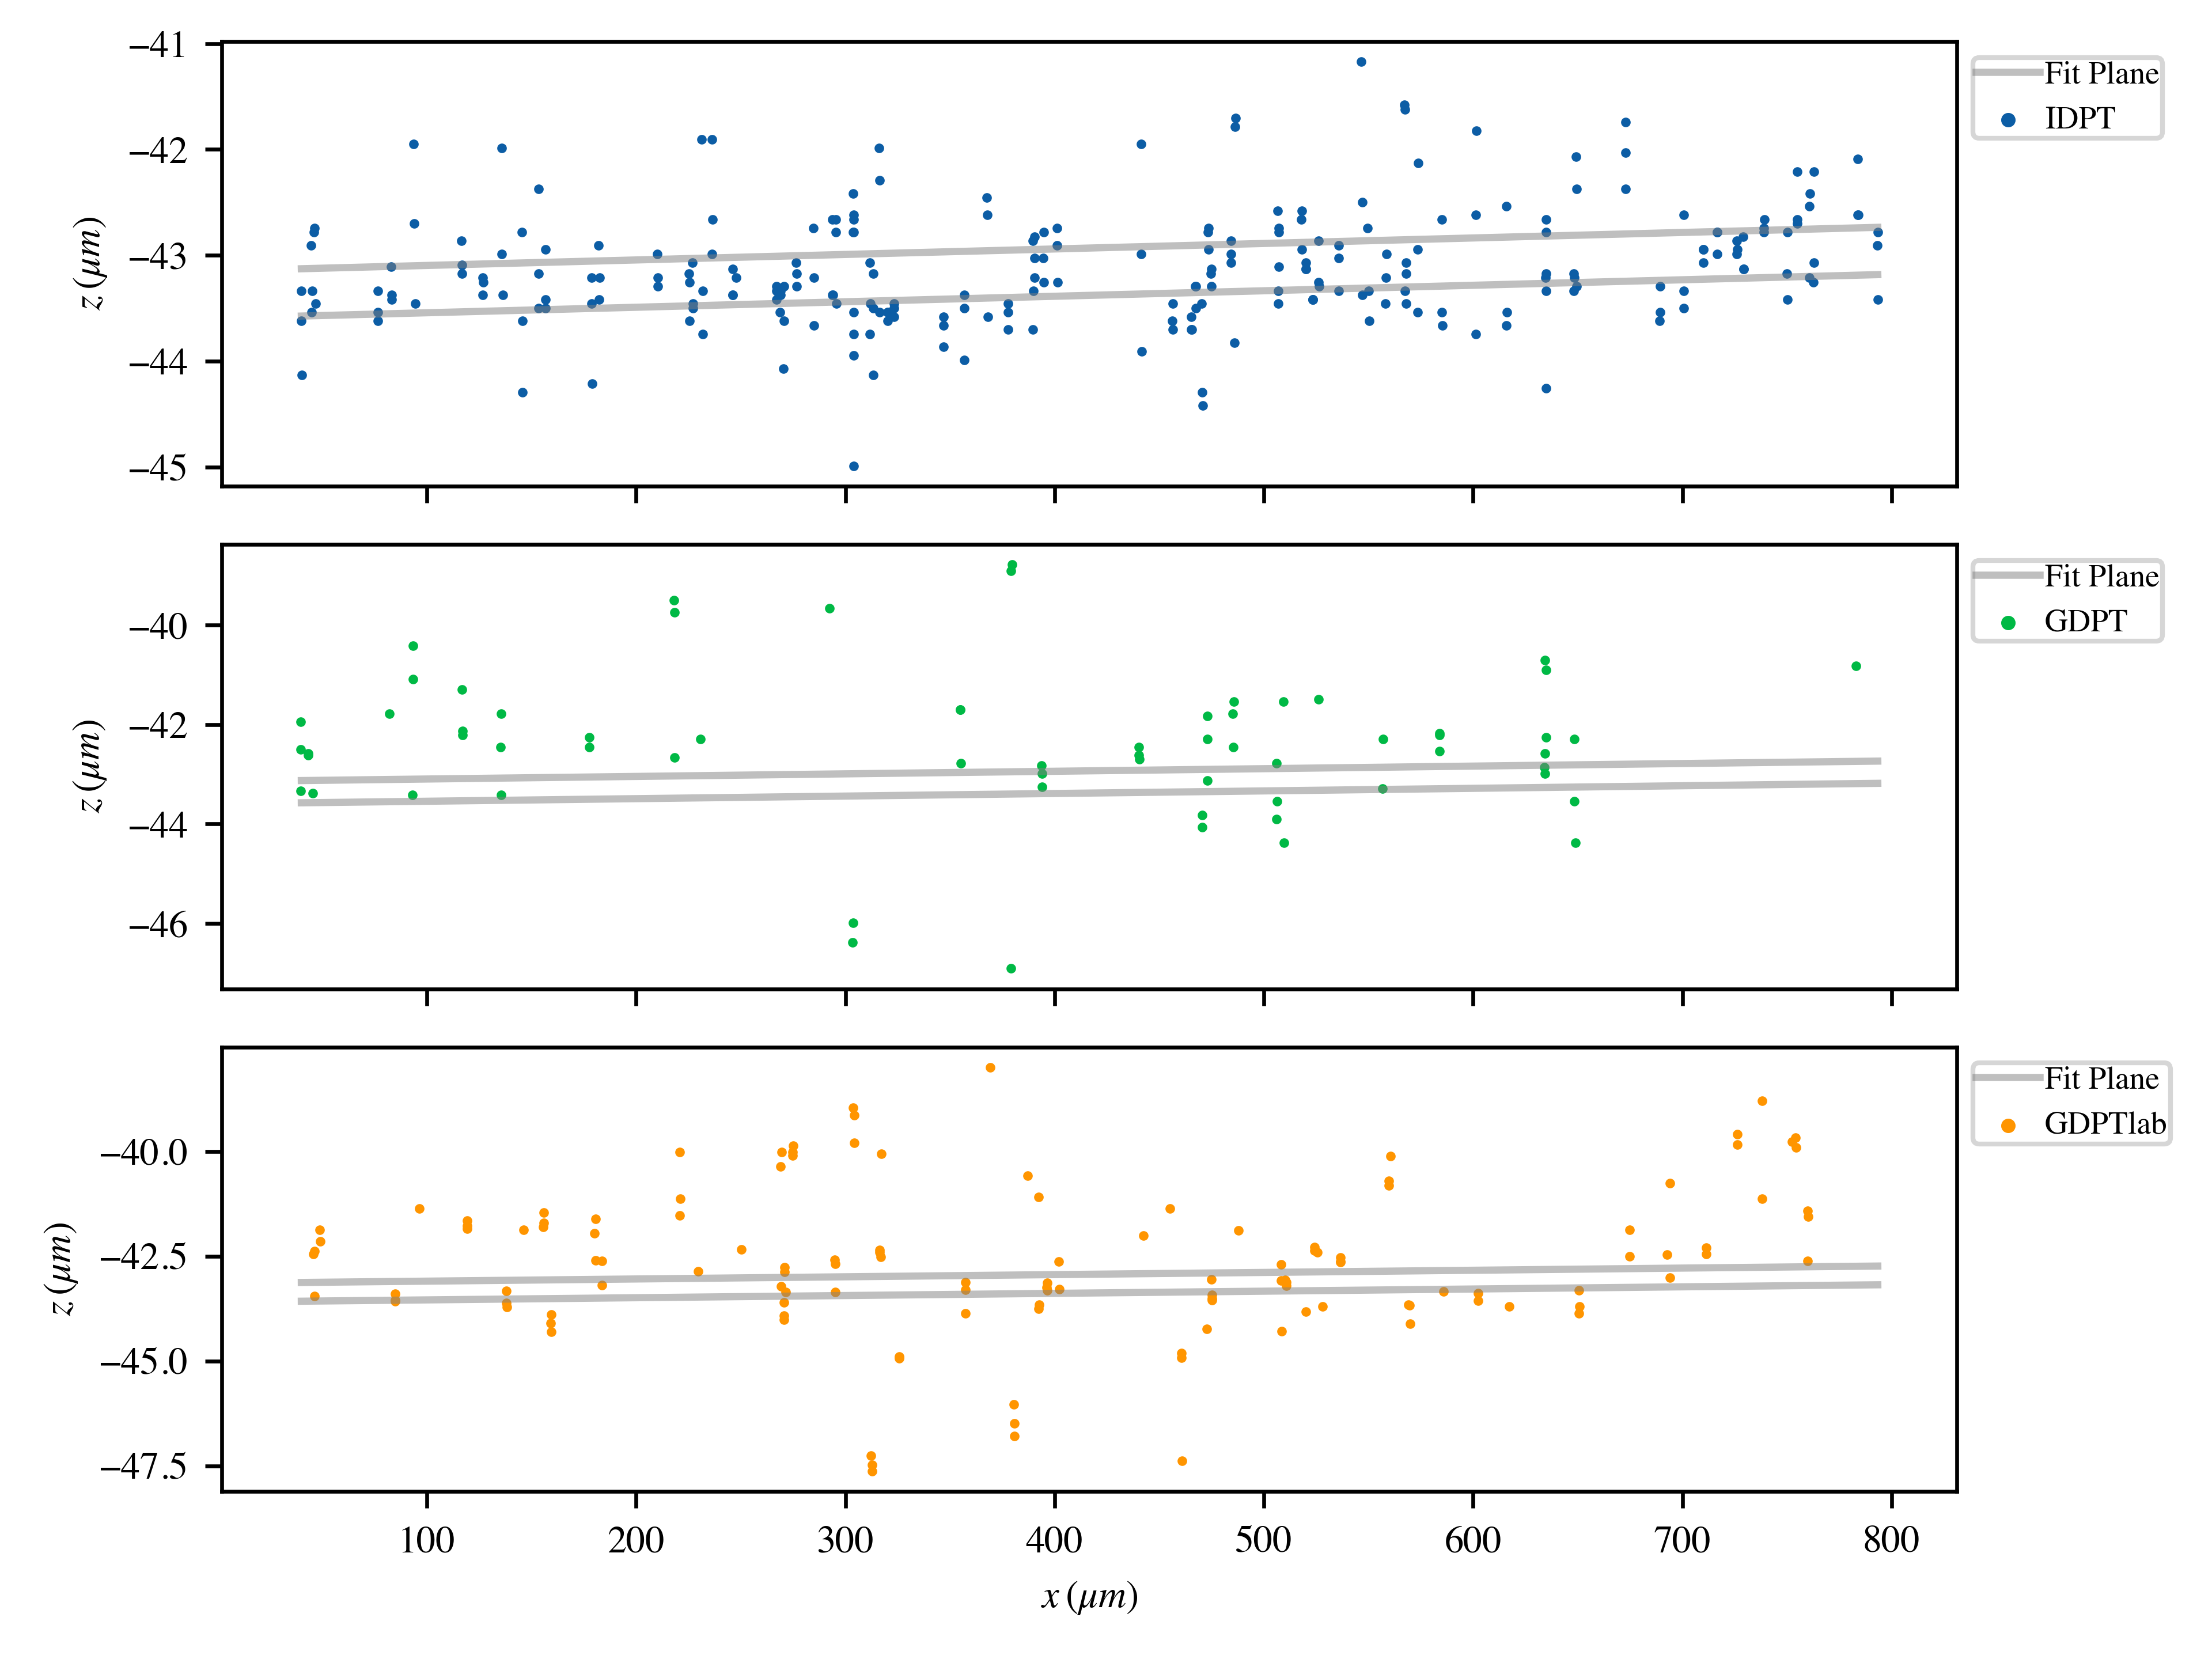 −41
−42
−43
−44
−45
z (μm)
Fit Plane
IDPT
−40
−42
−44
−46
z (μm)
Fit Plane
GDPT
−40.0
−42.5
−45.0
−47.5
z (μm)
Fit Plane
GDPTlab
100 200 300 400 500 600 700 800
x (μm)